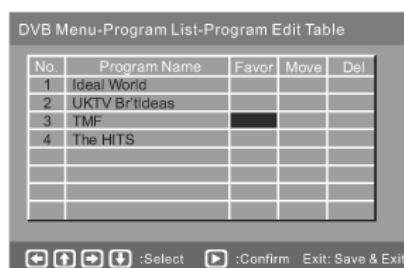 DVB Menu-Program List-Program Edit Table
No. Program Name Favor Move Del
1 Ideal World
2 UKTV Br'tIdeas
3 TMF
4 The HITS
:Select :Confirm Exit: Save & Exit